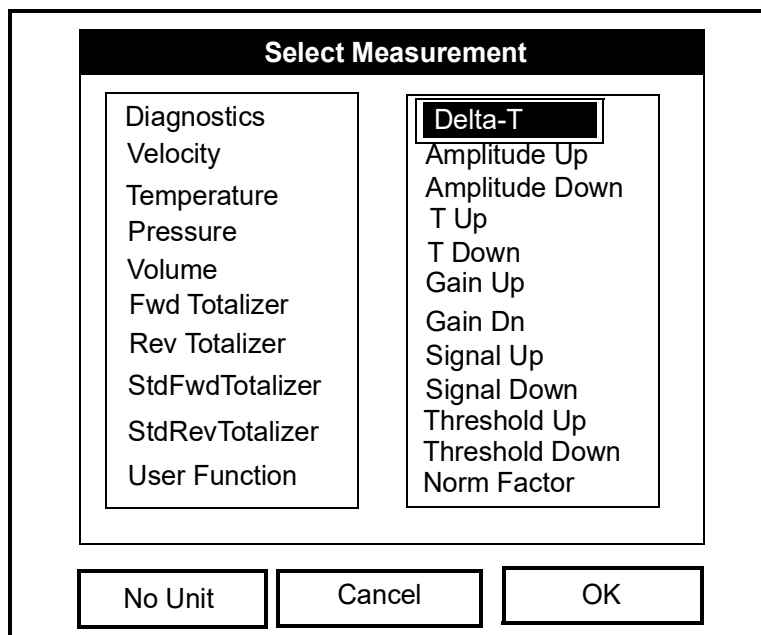 Select Measurement
Diagnostics
Velocity
Temperature
Pressure
Volume
Fwd Totalizer
Rev Totalizer
StdFwdTotalizer
StdRevTotalizer
User Function
Delta-T
Amplitude Up
Amplitude Down
T Up
T Down
Gain Up
Gain Dn
Signal Up
Signal Down
Threshold Up
Threshold Down
Norm Factor
No Unit
Cancel
OK